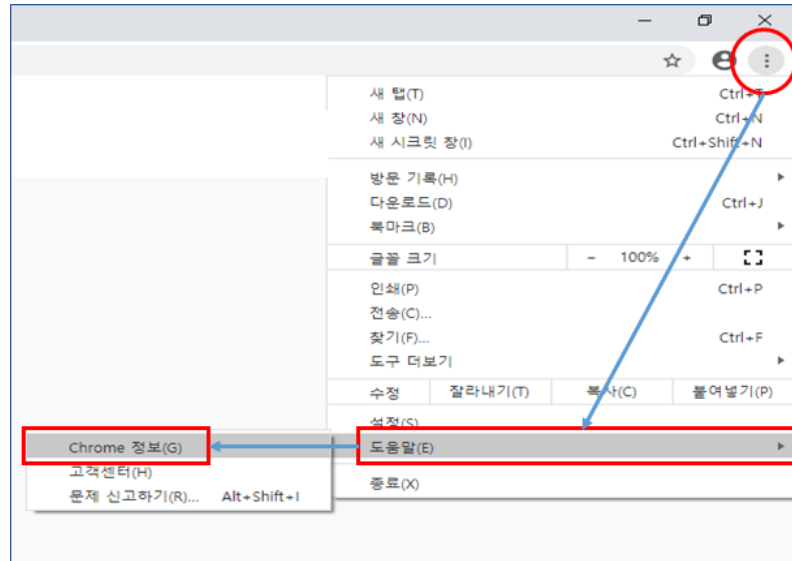 새 탭(T) Ctrl+T
새 창(N) Ctrl+N
새 시크릿 창(I) Ctrl+Shift+N
방문 기록(H)
다운로드(D) Ctrl+J
북마크(B)
글꼴 크기 - 100% +
인쇄(P) Ctrl+P
전송(C)...
찾기(F)... Ctrl+F
도구 더보기
수정 잘라내기(T) 복사(C) 붙여넣기(P)
설정(S)
도움말(E)
Chrome 정보(G)
고객센터(H)
문제 신고하기(R)... Alt+Shift+I
종료(X)